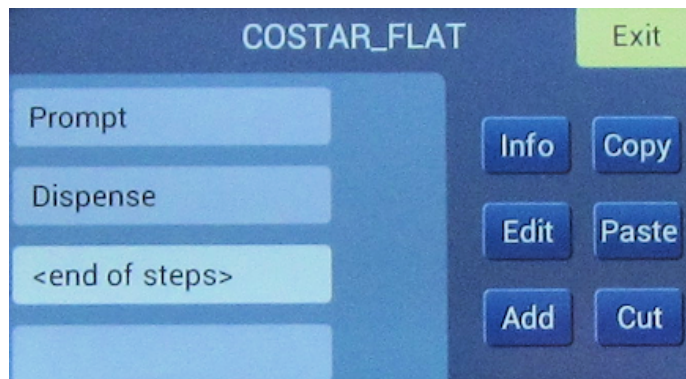 COSTAR_FLAT
Exit
Prompt
Dispense
<end of steps>
Info
Copy
Edit
Paste
Add
Cut